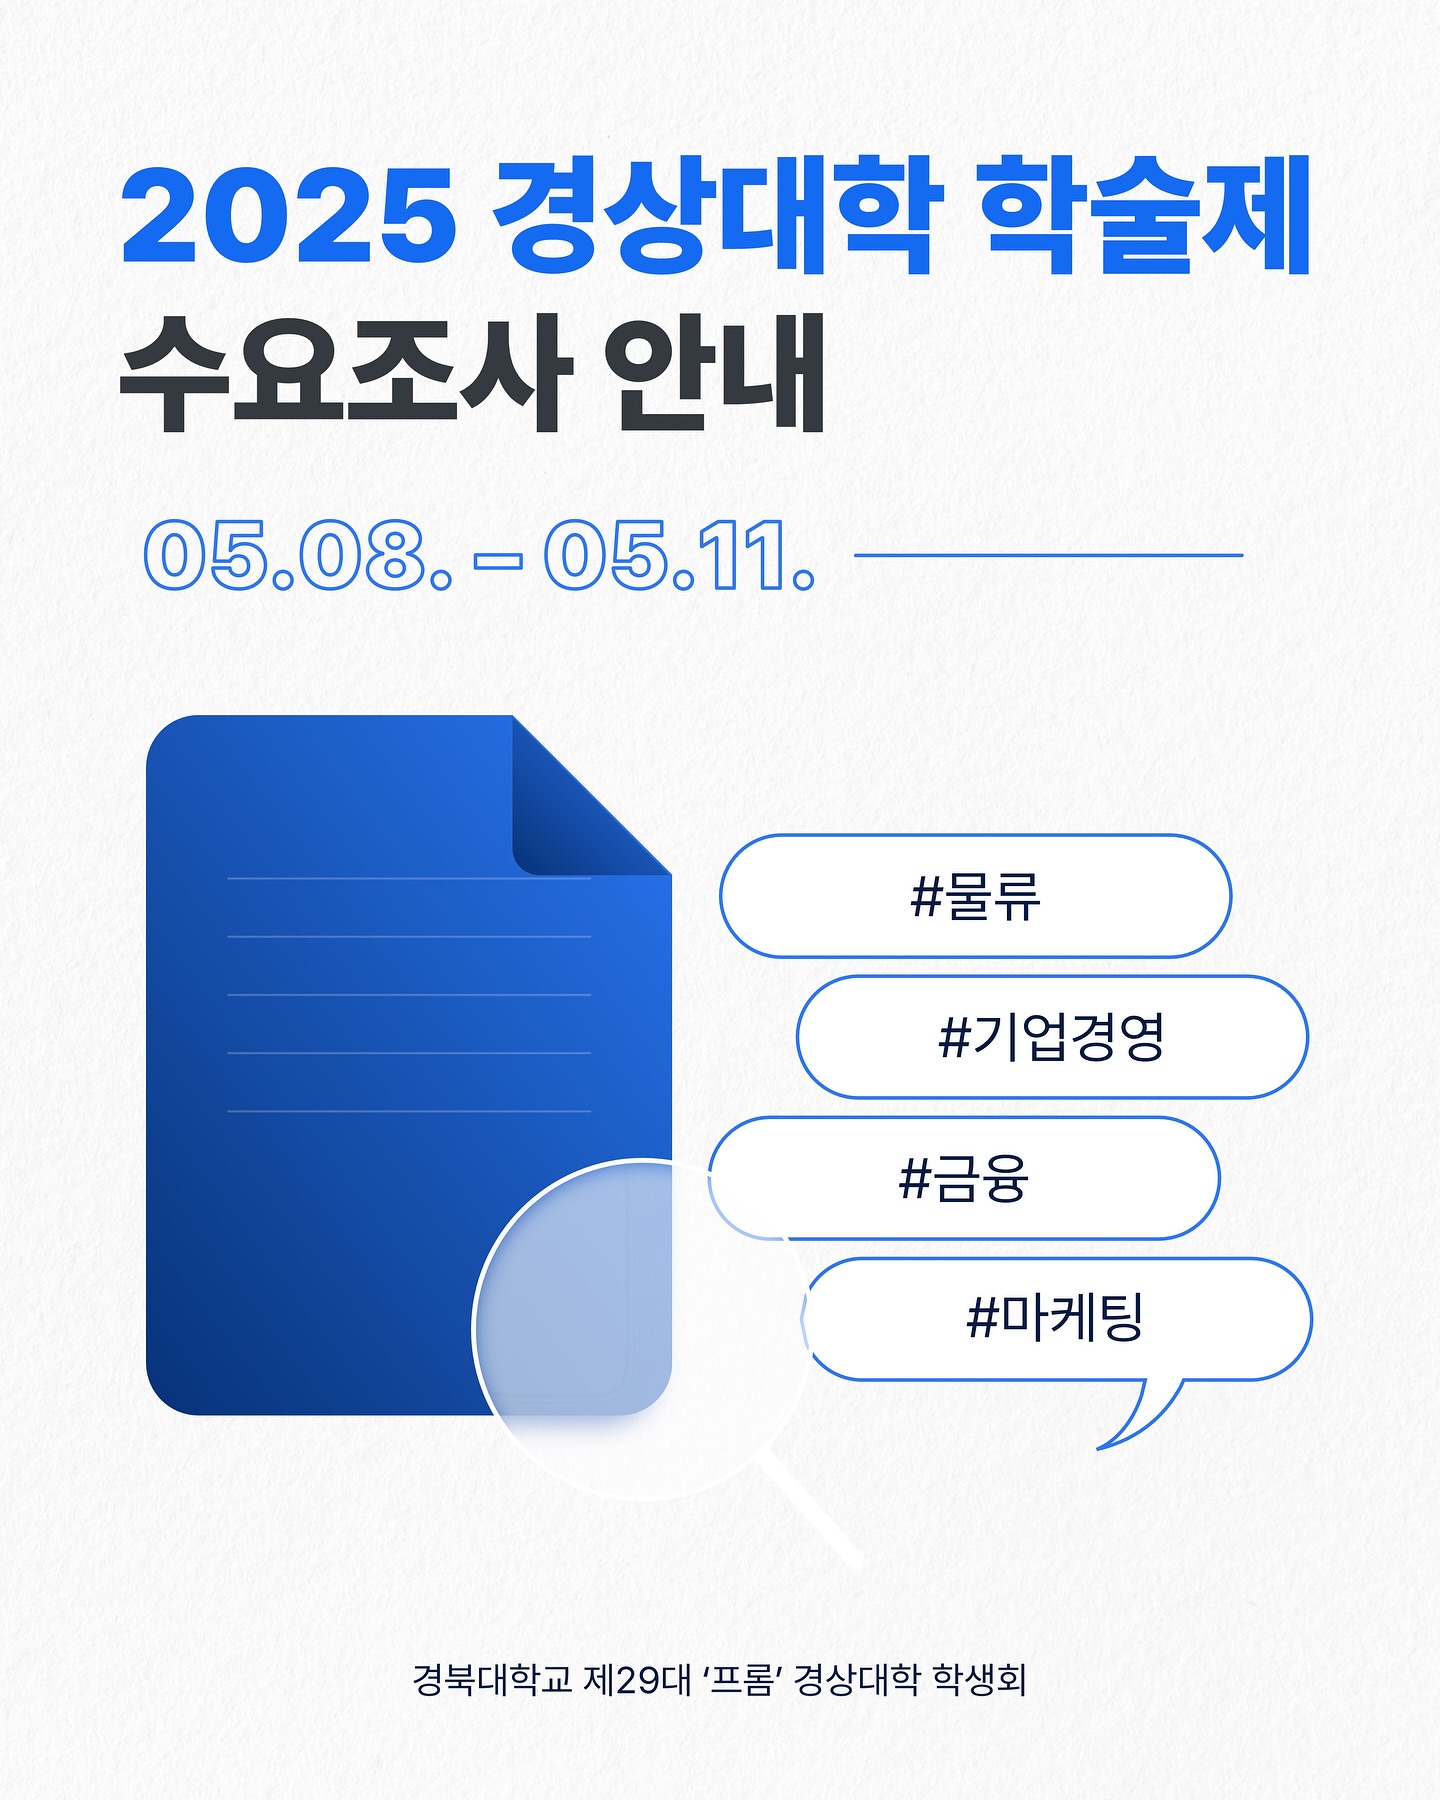 2025 경상대학 학술제
수요조사 안내
05.08. – 05.11.
#물류
#기업경영
#금융
#마케팅
경북대학교 제29대 ‘프롬’ 경상대학 학생회